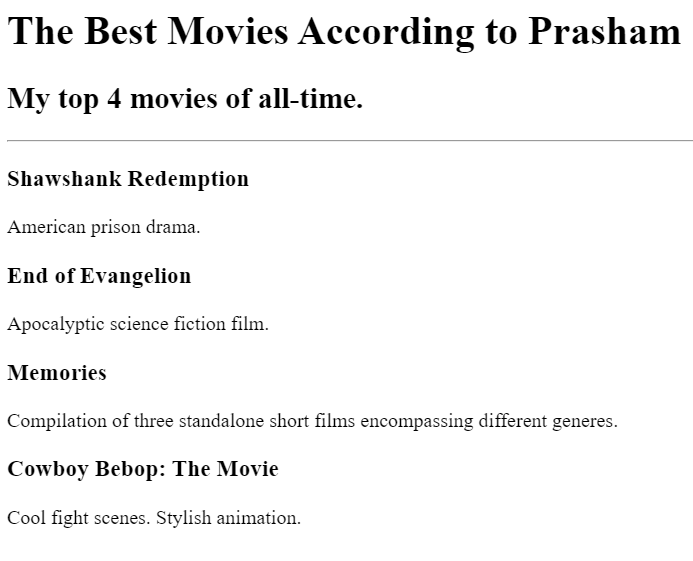 The Best Movies According to Prasham
My top 4 movies of all-time.
Shawshank Redemption
American prison drama.
End of Evangelion
Apocalyptic science fiction film.
Memories
Compilation of three standalone short films encompassing different generes.
Cowboy Bebop: The Movie
Cool fight scenes. Stylish animation.